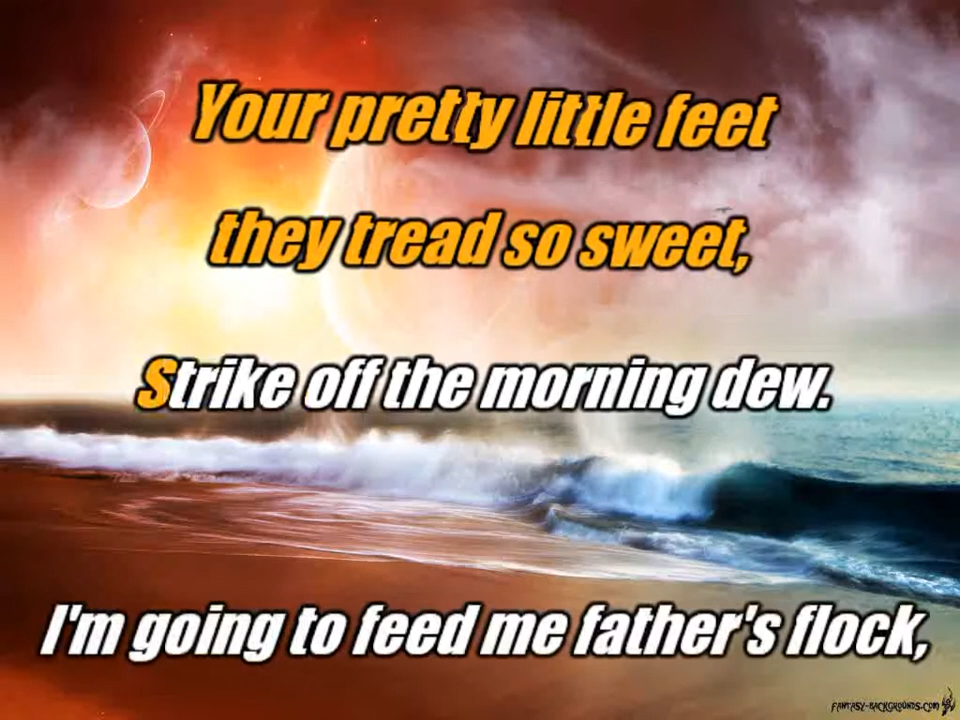 Your pretty little feet
they tread so sweet,
Strike off the morning dew.
I'm going to feed me father's flock,
FANTASY-BACKGROUNDS.COM